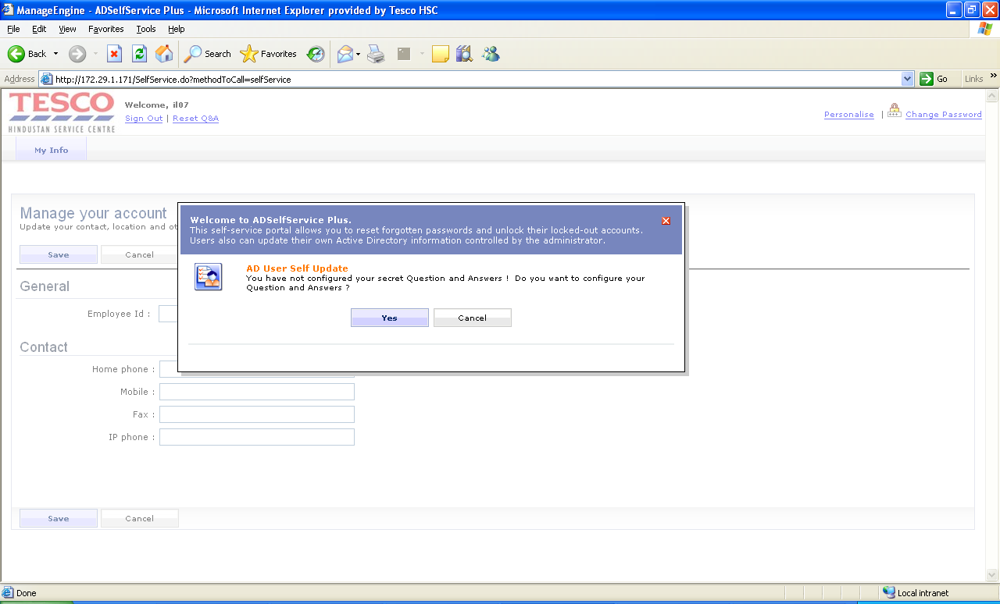 ManageEngine - ADSelfService Plus - Microsoft Internet Explorer provided by Tesco HSC
File Edit View Favorites Tools Help
Back Search Favorites
Address http://172.29.1.171/SelfService.do?methodToCall=selfService Go Links »
TESCO
HINDUSTAN SERVICE CENTRE
Welcome, il07
Sign Out | Reset Q&A
Personalise | Change Password
My Info
Manage your account
Update your contact, location and ot
Save Cancel
General
Employee Id :
Contact
Home phone :
Mobile :
Fax :
IP phone :
Save Cancel
Welcome to ADSelfService Plus.
This self-service portal allows you to reset forgotten passwords and unlock their locked-out accounts.
Users also can update their own Active Directory information controlled by the administrator.
AD User Self Update
You have not configured your secret Question and Answers ! Do you want to configure your
Question and Answers ?
Yes Cancel
Done Local intranet